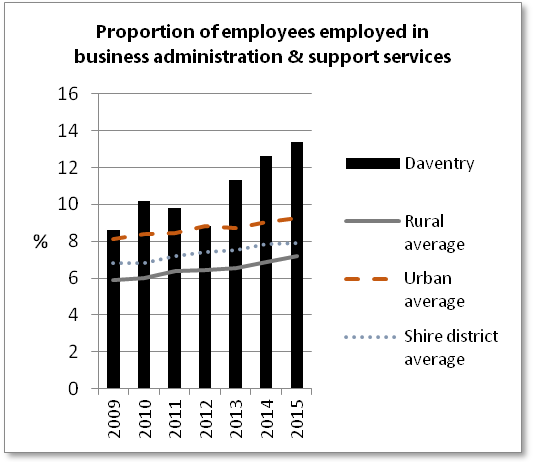 Proportion of employees employed in
business administration & support services
16
14
12
10
8
6
4
2
0
%
2009
2010
2011
2012
2013
2014
2015
Daventry
Rural
average
Urban
average
Shire district
average